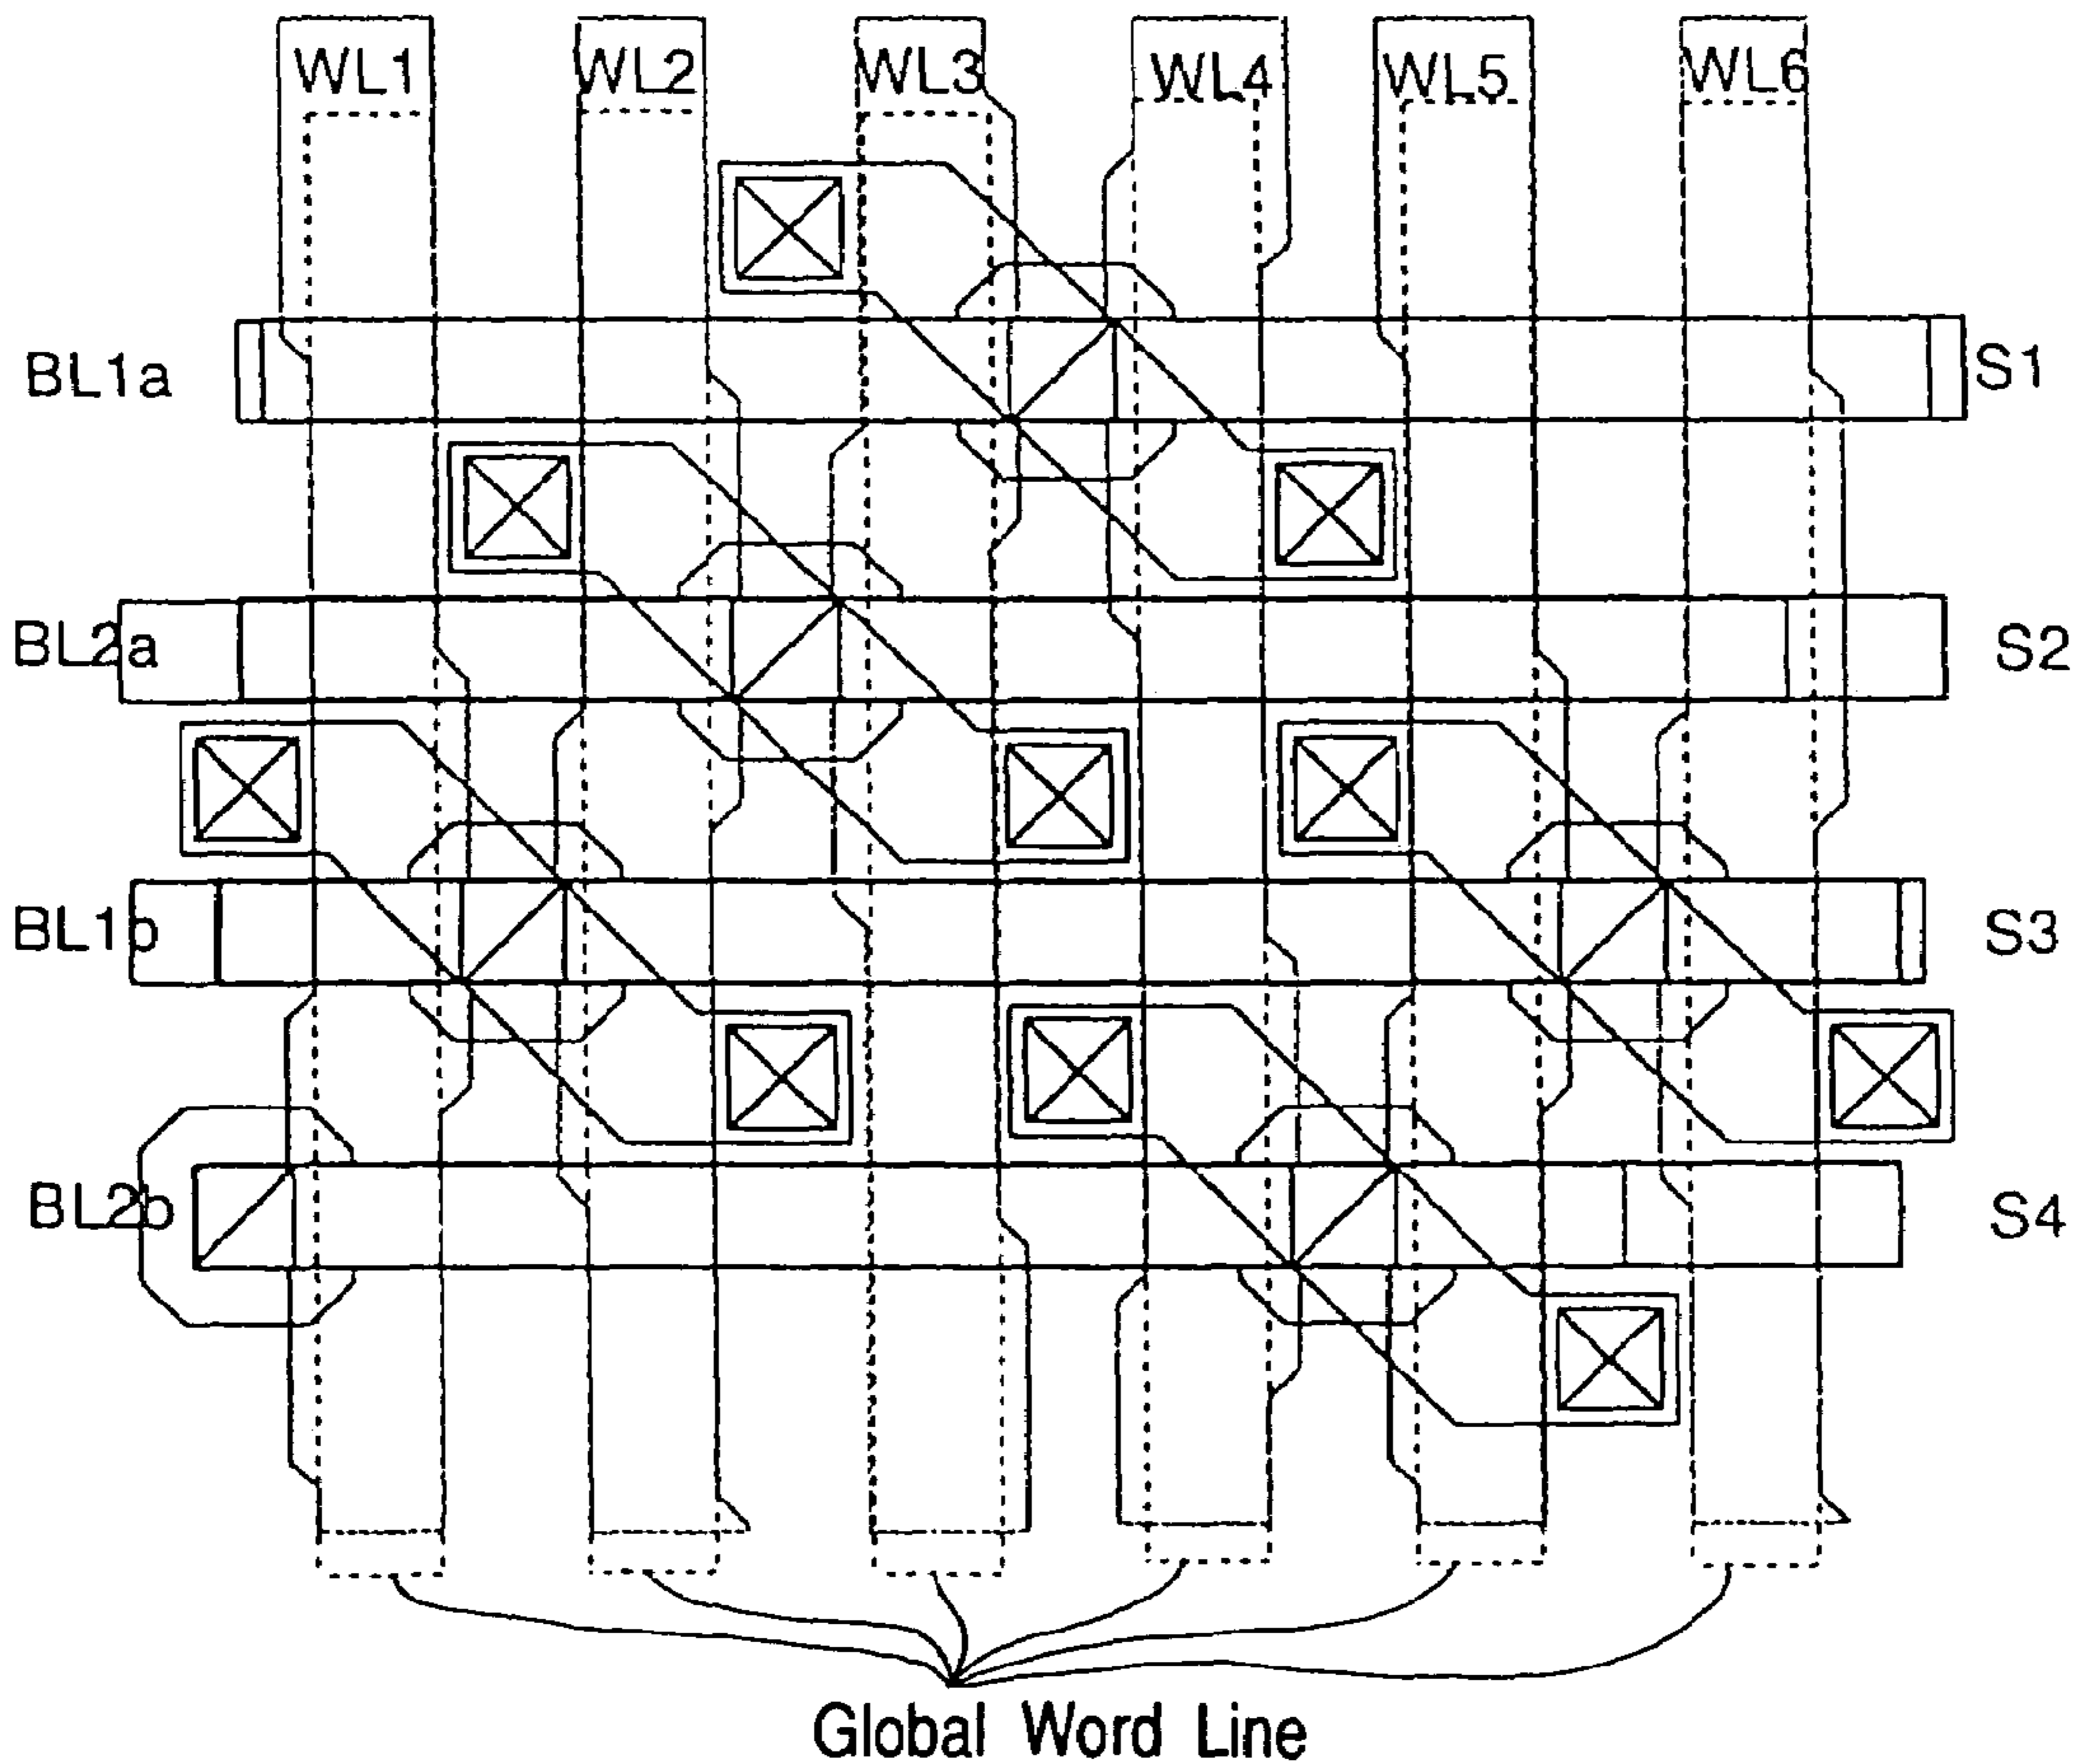 WL1 WL2 WL3 WL4 WL5 WL6
BL1a S1
BL2a S2
BL1b S3
BL2b S4
Global Word Line